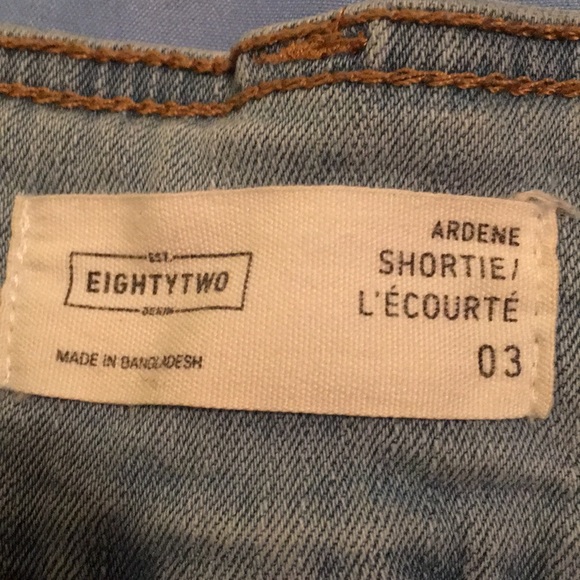 EST.
EIGHTYTWO
DENIM
MADE IN BANGLADESH
ARDENE
SHORTIE/
L'ÉCOURTÉ
03